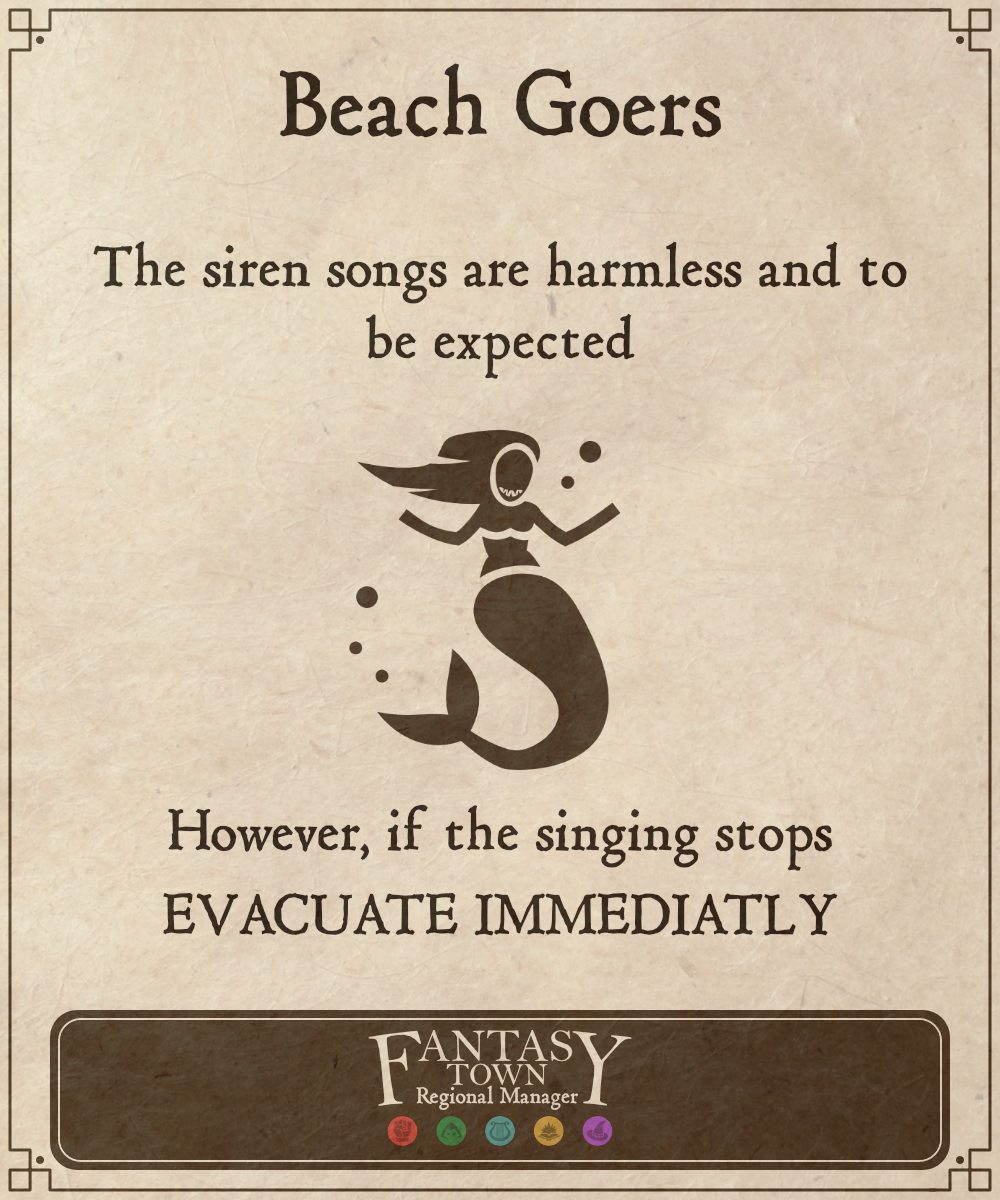 Beach Goers
The siren songs are harmless and to
be expected
However, if the singing stops
EVACUATE IMMEDIATLY
FANTASY
TOWN
Regional Manager